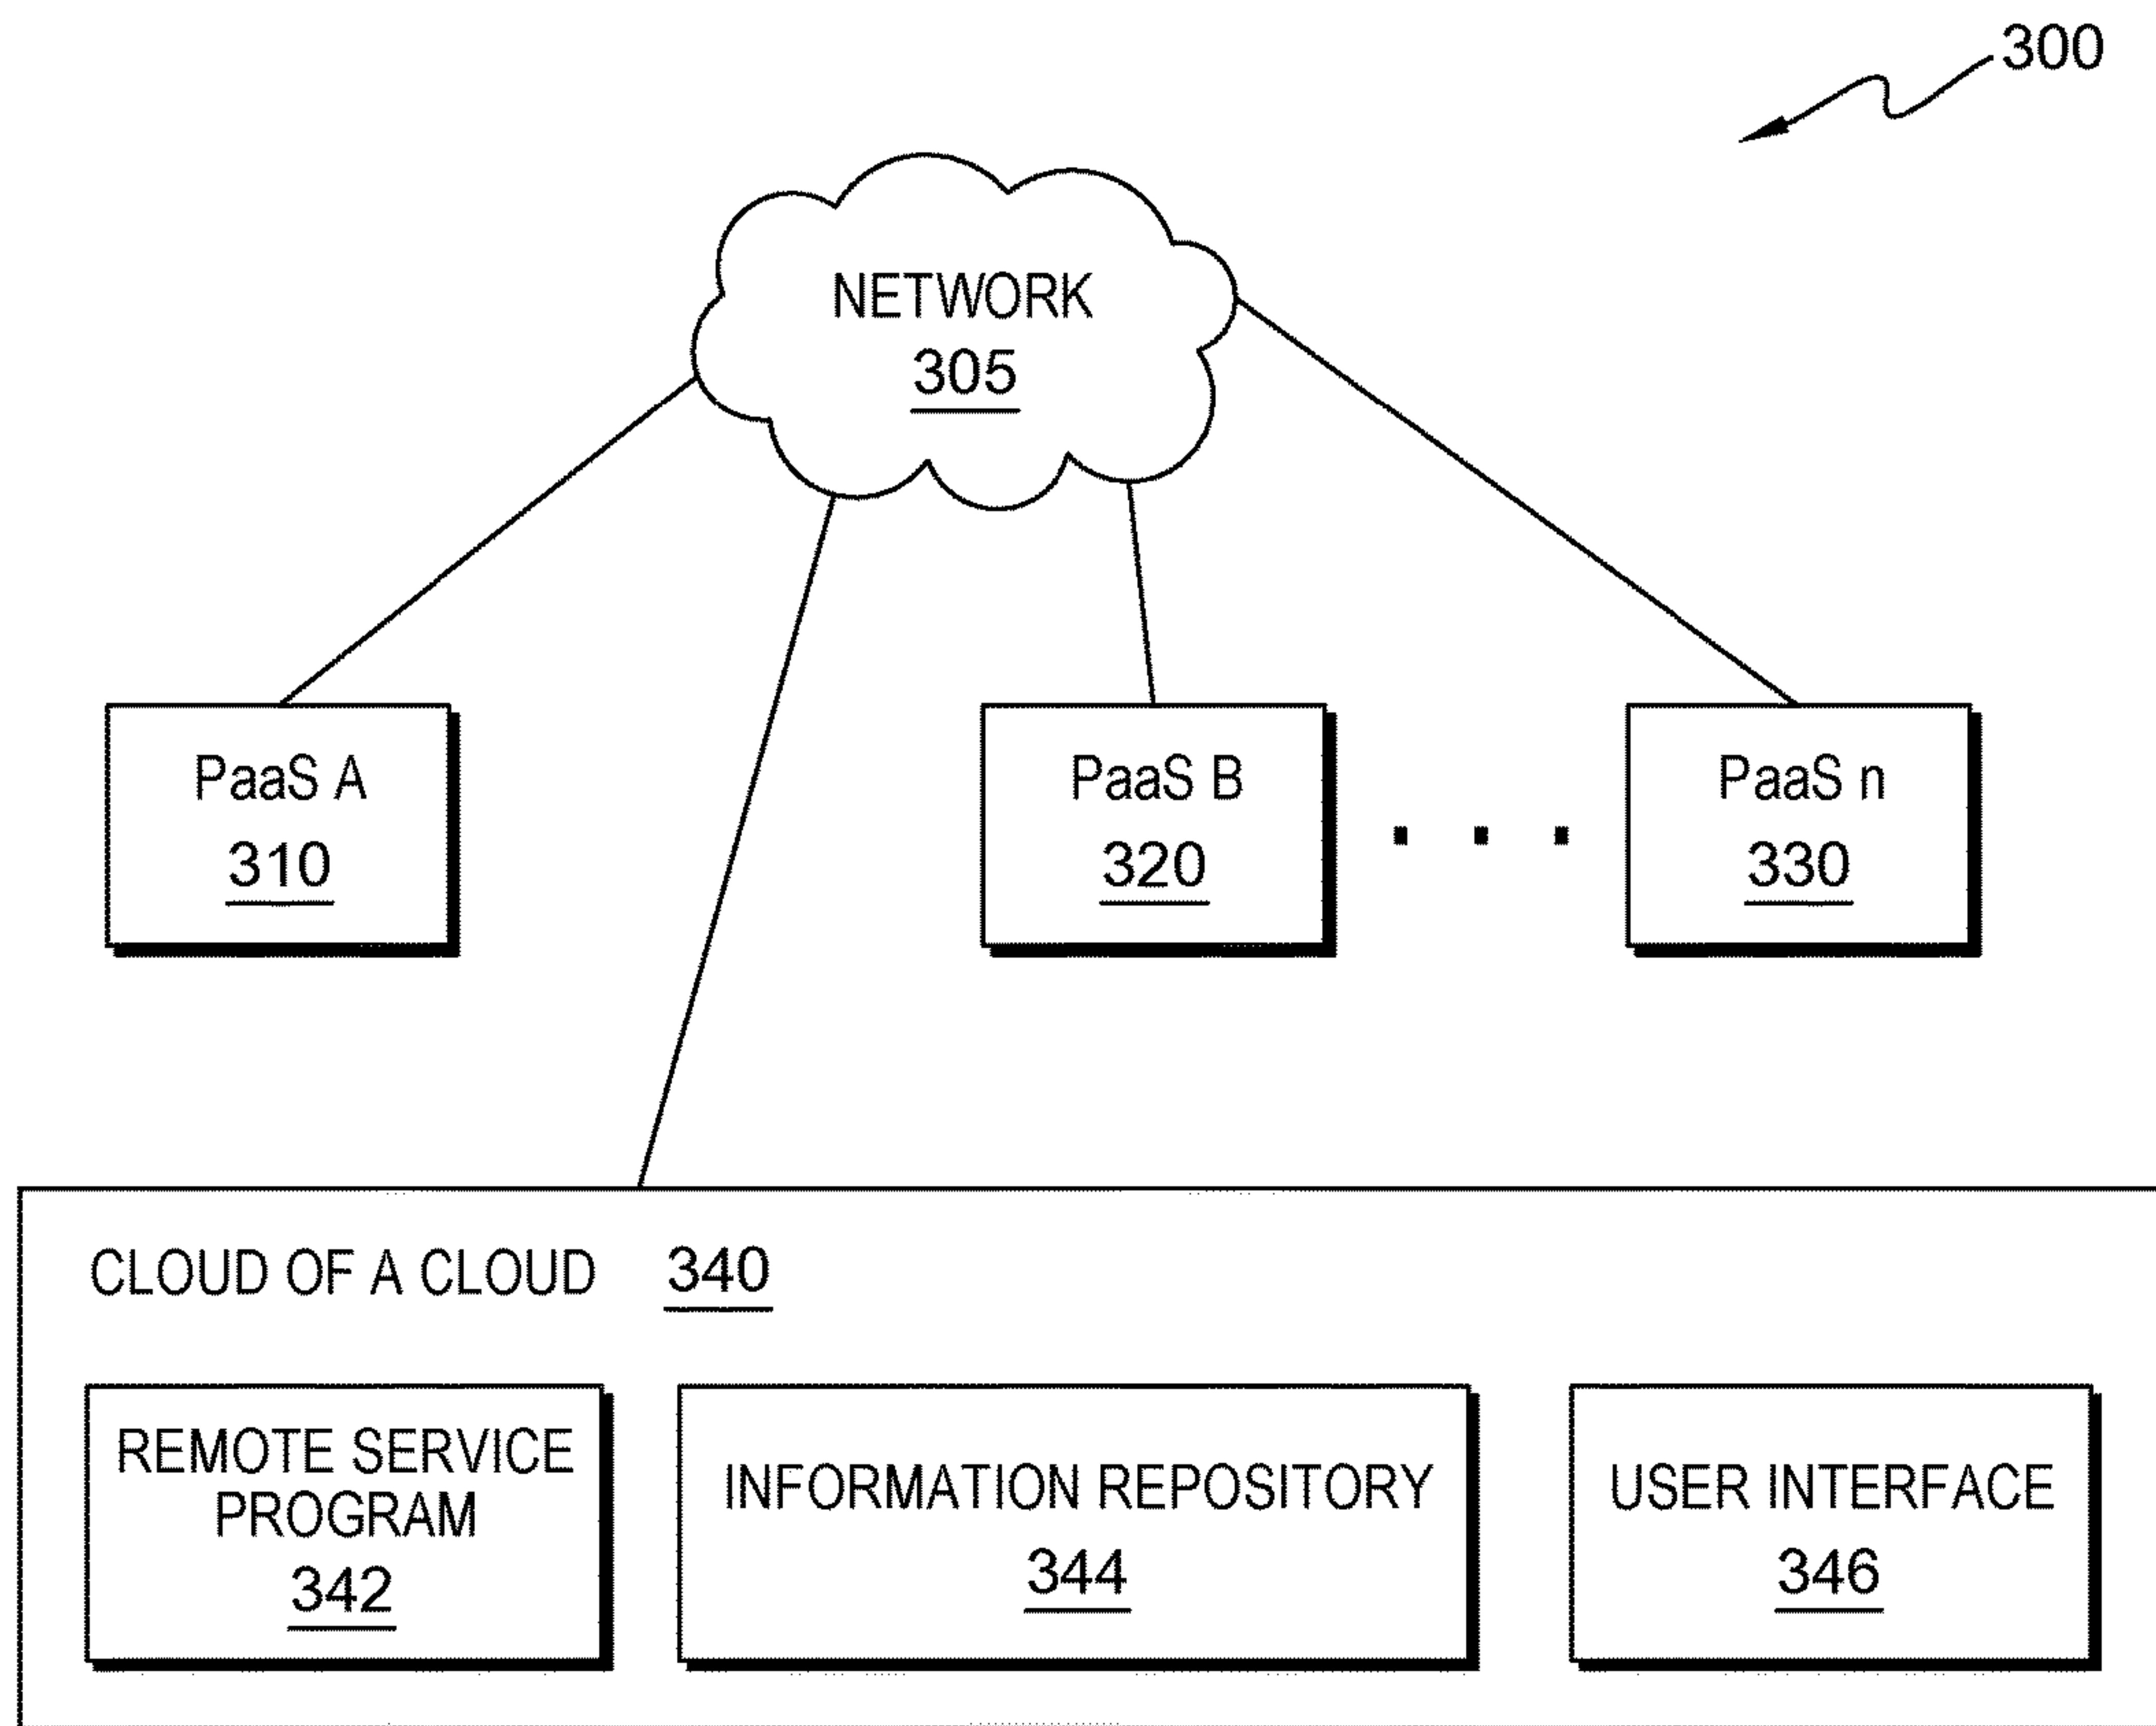 300
NETWORK
305
PaaS A
310
PaaS B
320
. . .
PaaS n
330
CLOUD OF A CLOUD 340
REMOTE SERVICE
PROGRAM
342
INFORMATION REPOSITORY
344
USER INTERFACE
346